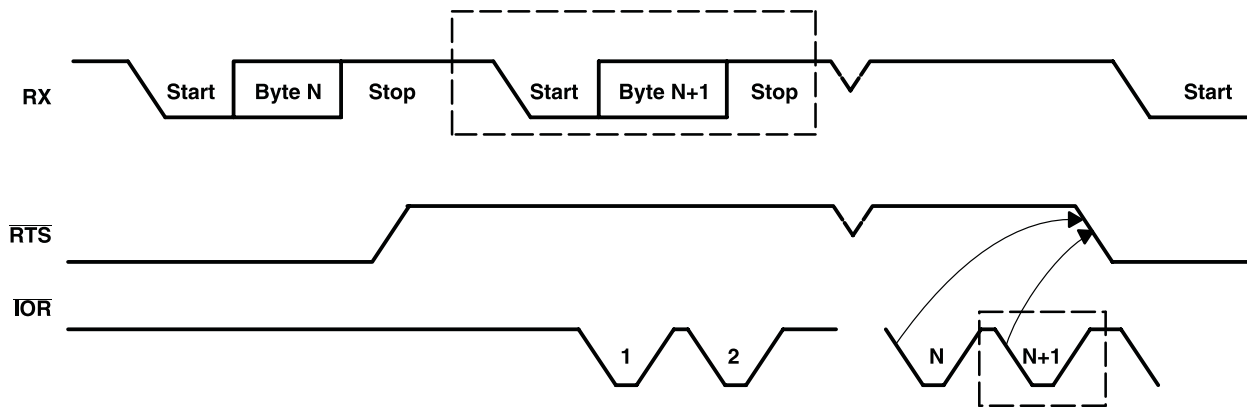 RX Start Byte N Stop Start Byte N+1 Stop Start
RTS
IOR
1 2 N N+1